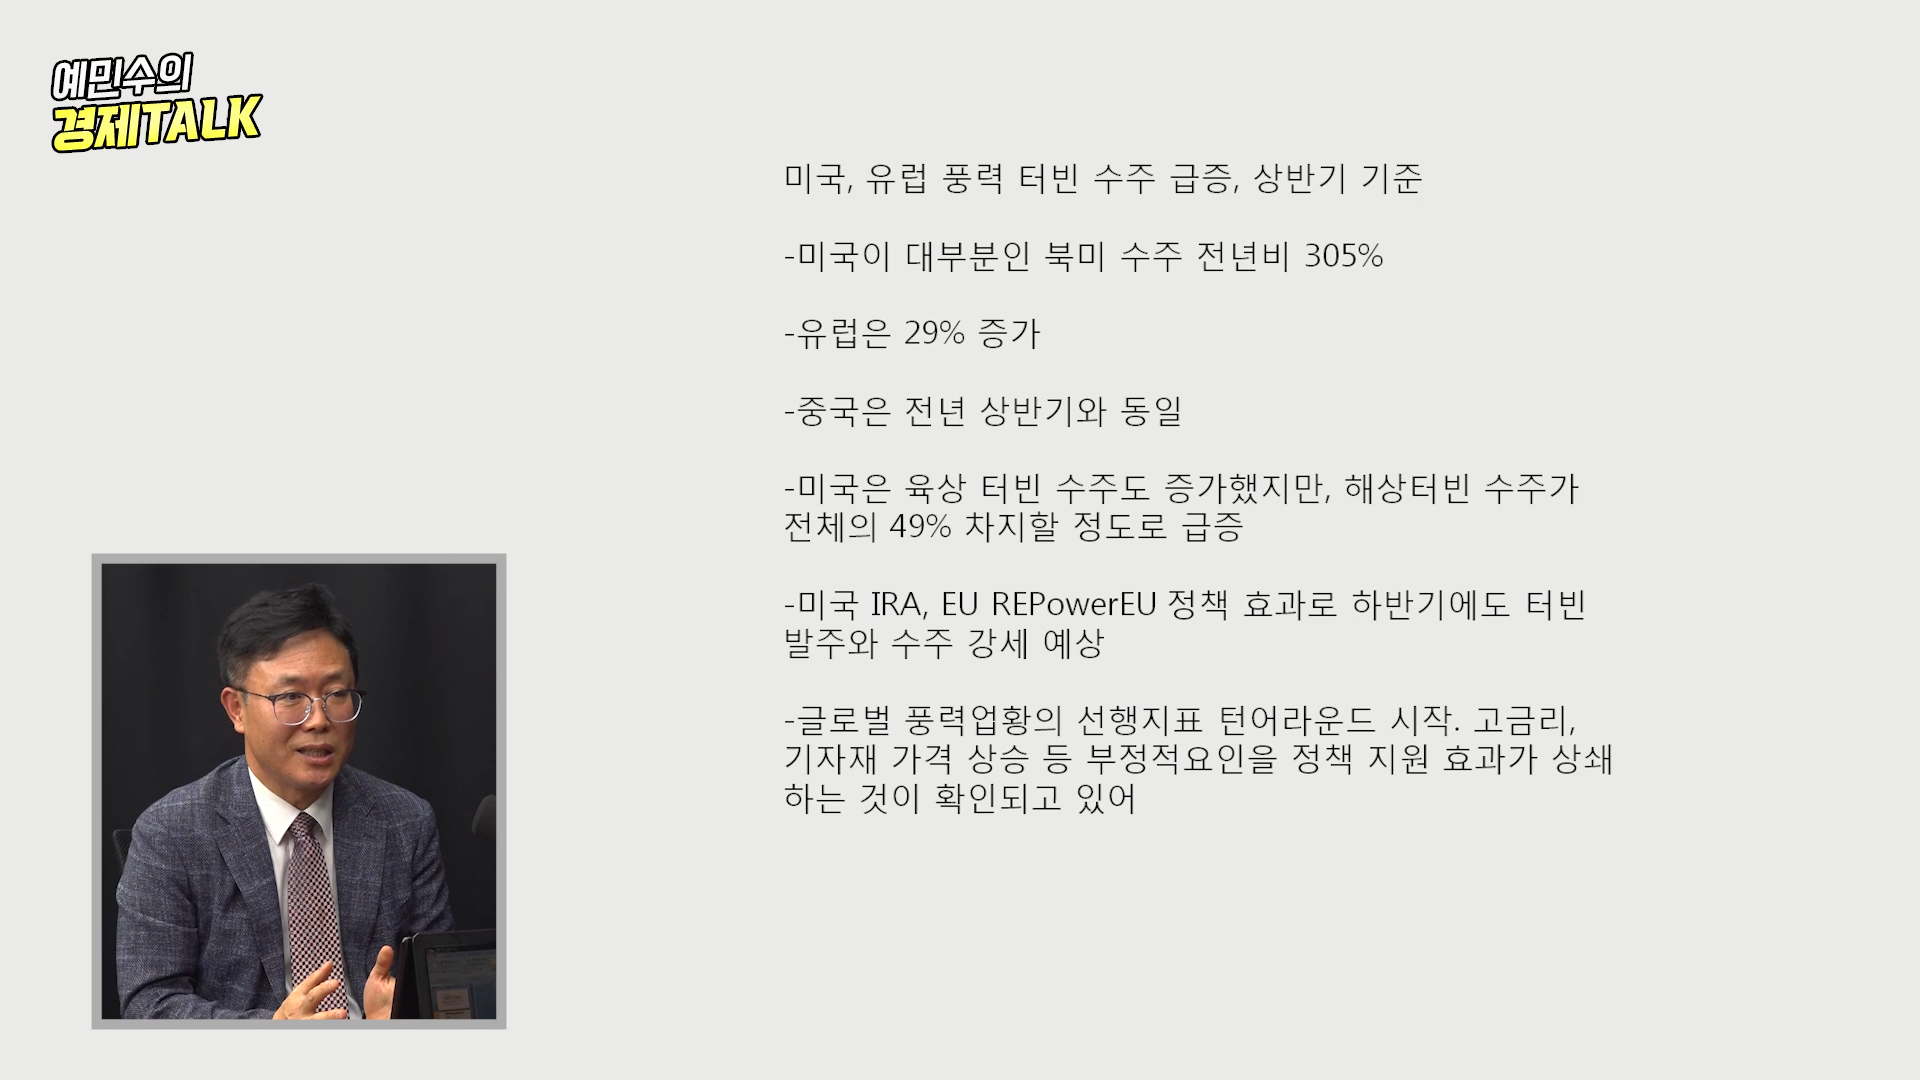 예민수의
경제TALK
미국, 유럽 풍력 터빈 수주 급증, 상반기 기준
-미국이 대부분인 북미 수주 전년비 305%
-유럽은 29% 증가
-중국은 전년 상반기와 동일
-미국은 육상 터빈 수주도 증가했지만, 해상터빈 수주가
전체의 49% 차지할 정도로 급증
-미국 IRA, EU REPowerEU 정책 효과로 하반기에도 터빈
발주와 수주 강세 예상
-글로벌 풍력업황의 선행지표 턴어라운드 시작. 고금리,
기자재 가격 상승 등 부정적요인을 정책 지원 효과가 상쇄
하는 것이 확인되고 있어